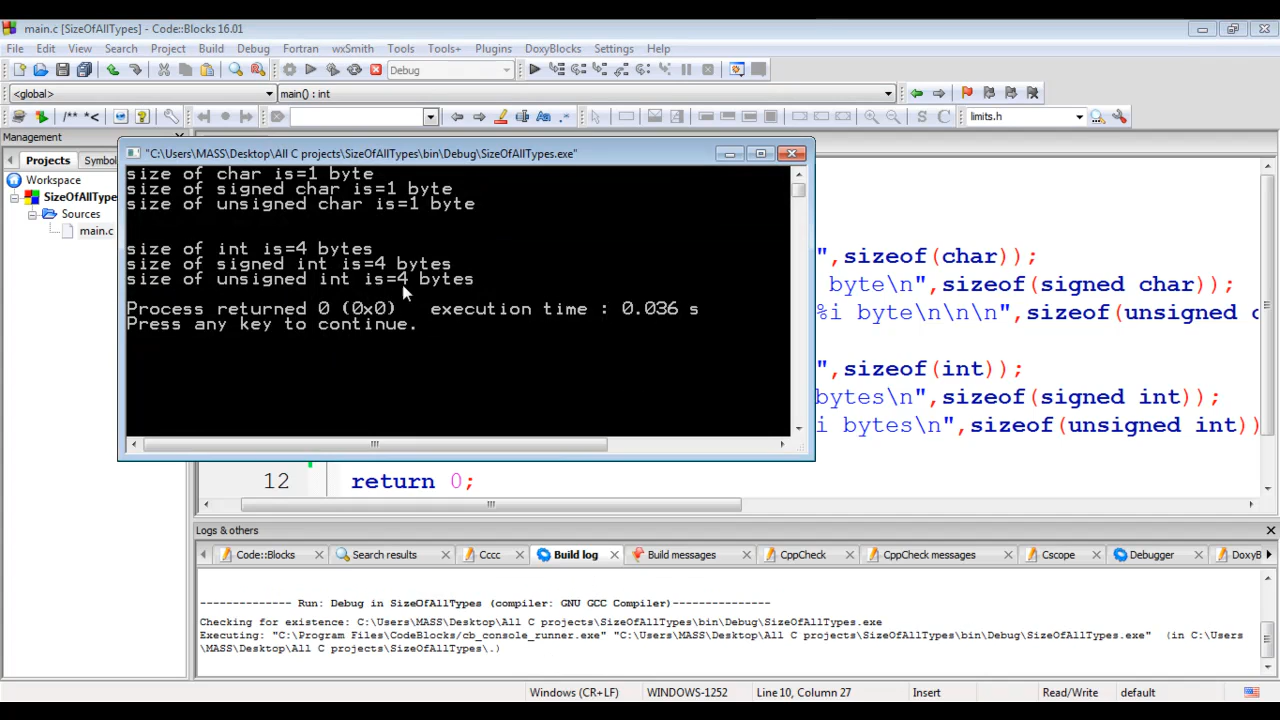 main.c [SizeOfAllTypes] - Code::Blocks 16.01
File Edit View Search Project Build Debug Fortran wxSmith Tools Tools+ Plugins DoxyBlocks Settings Help
Debug
<global> main() : int
/** *< limits.h
Management
Projects Symbol
Workspace
SizeOfAllType
Sources
main.c
"C:\Users\MASS\Desktop\All C projects\SizeOfAllTypes\bin\Debug\SizeOfAllTypes.exe"
size of char is=1 byte
size of signed char is=1 byte
size of unsigned char is=1 byte
size of int is=4 bytes
size of signed int is=4 bytes
size of unsigned int is=4 bytes
Process returned 0 (0x0) execution time : 0.036 s
Press any key to continue.
",sizeof(char));
byte\n",sizeof(signed char));
%i byte\n\n\n",sizeof(unsigned c
",sizeof(int));
bytes\n",sizeof(signed int));
i bytes\n",sizeof(unsigned int))
12 return 0;
Logs & others
Code::Blocks Search results Cccc Build log Build messages CppCheck CppCheck messages Cscope Debugger DoxyB
-------------- Run: Debug in SizeOfAllTypes (compiler: GNU GCC Compiler)---------------
Checking for existence: C:\Users\MASS\Desktop\All C projects\SizeOfAllTypes\bin\Debug\SizeOfAllTypes.exe
Executing: "C:\Program Files\CodeBlocks/cb_console_runner.exe" "C:\Users\MASS\Desktop\All C projects\SizeOfAllTypes\bin\Debug\SizeOfAllTypes.exe" (in C:\Users
\MASS\Desktop\All C projects\SizeOfAllTypes\.)
Windows (CR+LF) WINDOWS-1252 Line 10, Column 27 Insert Read/Write default